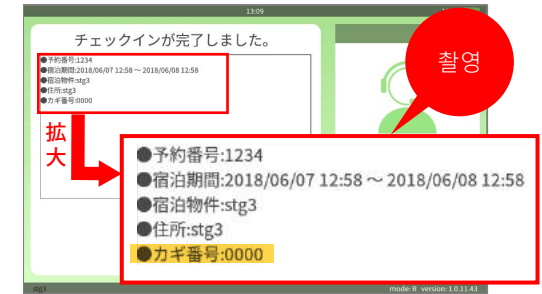 13:09
チェックインが完了しました。
●予約番号:1234
●宿泊期間:2018/06/07 12:58 ～ 2018/06/08 12:58
●宿泊物件:stg3
●住所:stg3
●カギ番号:0000
촬영
拡大
●予約番号:1234
●宿泊期間:2018/06/07 12:58 ～ 2018/06/08 12:58
●宿泊物件:stg3
●住所:stg3
●カギ番号:0000
stg3
mode: R version: 1.0.11.43